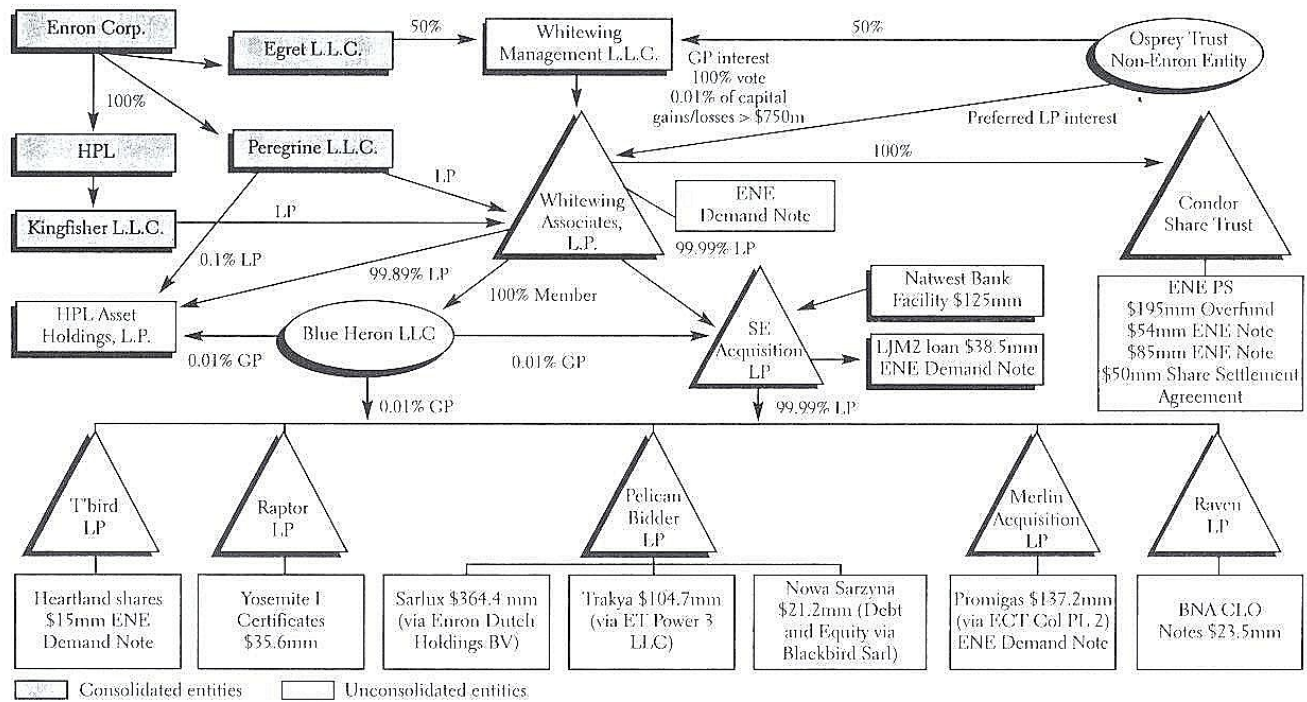 Enron Corp.
Egret L.L.C.
50%
Whitewing
Management L.L.C.
50%
Osprey Trust
Non-Enron Entity
GP interest
100% vote
0.01% of capital
gains/losses > $750m
100%
Preferred LP interest
HPL
Peregrine L.L.C.
LP
100%
Whitewing
Associates,
L.P.
ENE
Demand Note
Condor
Share Trust
Kingfisher L.L.C.
LP
0.1% LP
99.89% LP
99.99% LP
100% Member
HPL Asset
Holdings, L.P.
Blue Heron LLC
0.01% GP
0.01% GP
SE
Acquisition
LP
Natwest Bank
Facility $125mm
LJM2 loan $38.5mm
ENE Demand Note
ENE PS
$195mm Overfund
$54mm ENE Note
$85mm ENE Note
$50mm Share Settlement
Agreement
0.01% GP
99.99% LP
T'bird
LP
Raptor
LP
Pelican
Bidder
LP
Merlin
Acquisition
LP
Raven
LP
Heartland shares
$15mm ENE
Demand Note
Yosemite I
Certificates
$35.6mm
Sarlux $364.4 mm
(via Enron Dutch
Holdings BV)
Trakya $104.7mm
(via ET Power 3
LLC)
Nowa Sarzyna
$21.2mm (Debt
and Equity via
Blackbird Sarl)
Promigas $137.2mm
(via ECT Col PL 2)
ENE Demand Note
BNA CLO
Notes $23.5mm
Consolidated entities
Unconsolidated entities